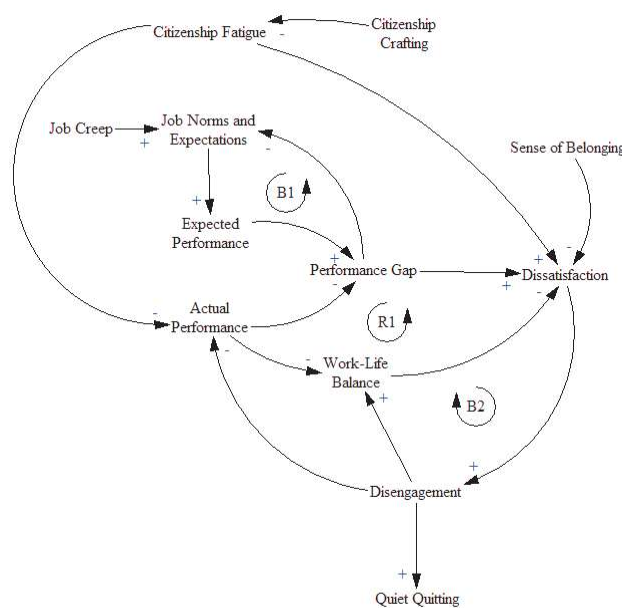 Citizenship Fatigue
-
Citizenship
Crafting
Job Creep
+
Job Norms and
Expectations
-
Sense of Belonging
B1
+
Expected
Performance
-
+
+
Performance Gap
-
+
Dissatisfaction
-
Actual
Performance
-
-
R1
-
Work-Life
Balance
+
B2
+
Disengagement
+
Quiet Quitting